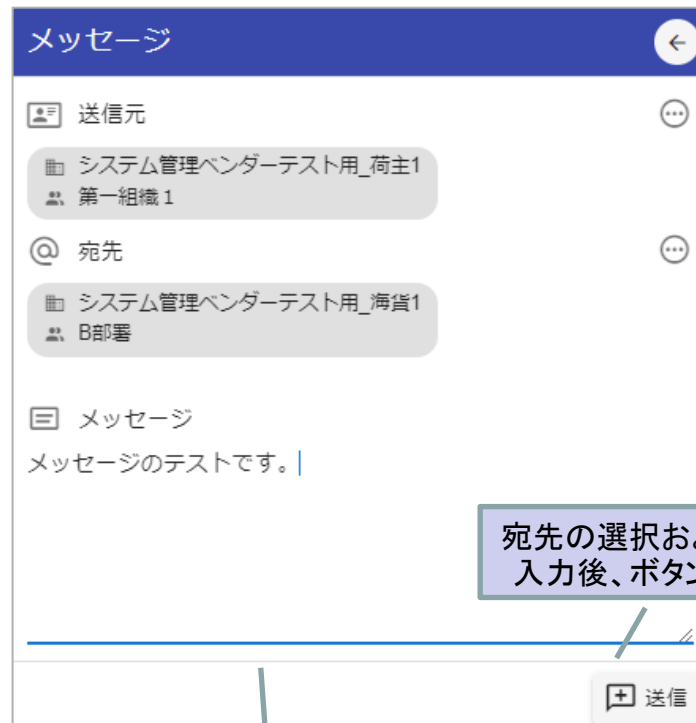 メッセージ
送信元
システム管理ベンダーテスト用_荷主1
第一組織1
宛先
システム管理ベンダーテスト用_海貨1
B部署
メッセージ
メッセージのテストです。
宛先の選択およ
入力後、ボタン
送信